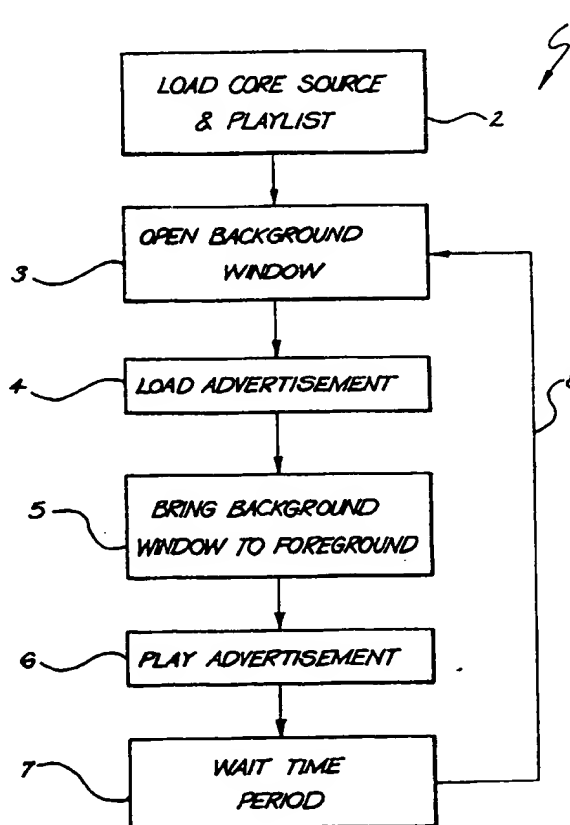 LOAD CORE SOURCE
& PLAYLIST
2
OPEN BACKGROUND
WINDOW
3
LOAD ADVERTISEMENT
4
BRING BACKGROUND
WINDOW TO FOREGROUND
5
PLAY ADVERTISEMENT
6
WAIT TIME
PERIOD
7